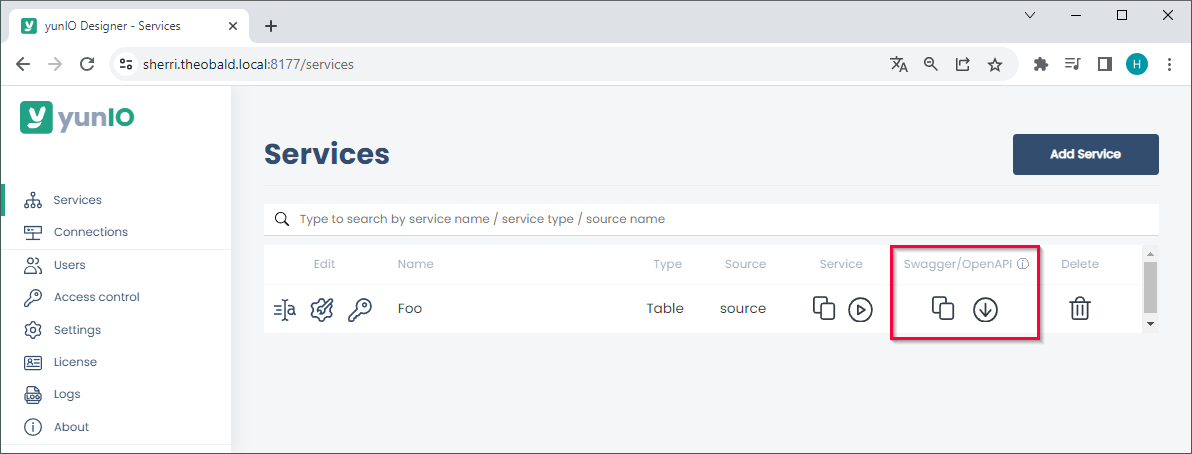 yunIO Designer - Services
sherri.theobald.local:8177/services
H
yunIO
Services
Add Service
Services
Connections
Users
Access control
Settings
License
Logs
About
Type to search by service name / service type / source name
Edit Name Type Source Service Swagger/OpenAPI Delete
Foo Table source